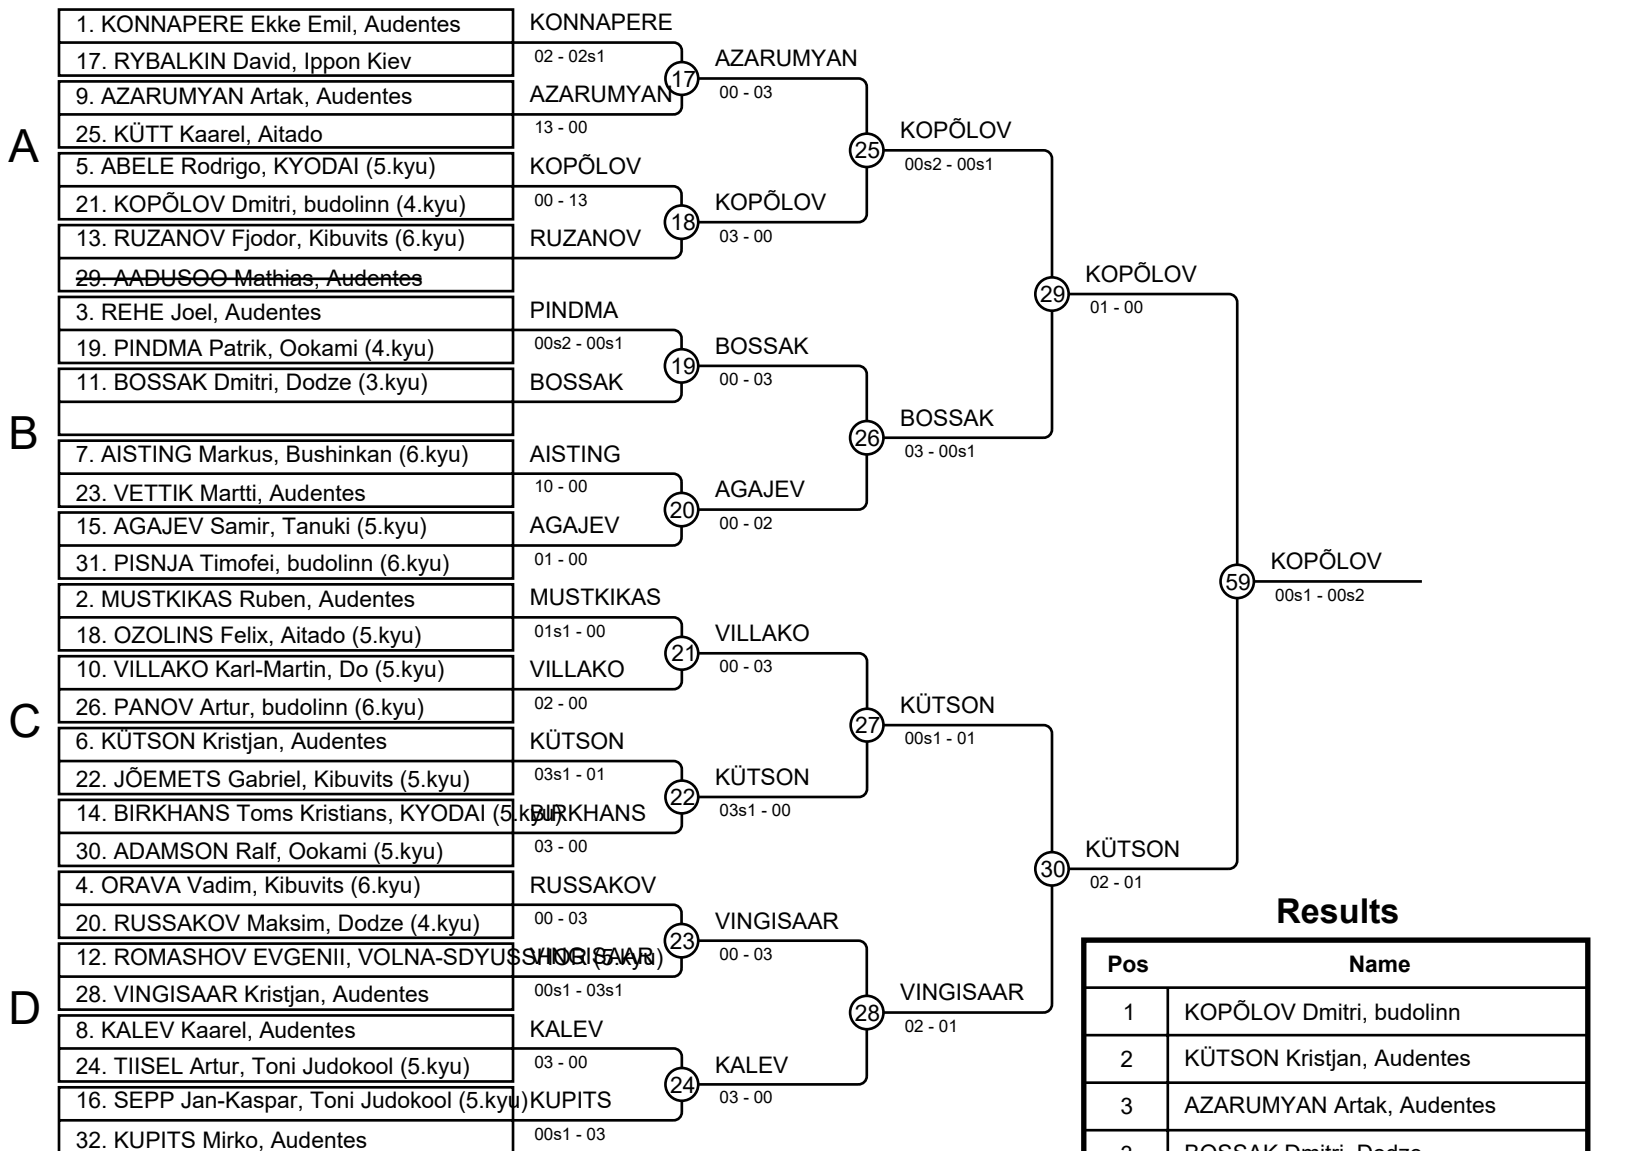 A
1. KONNAPERE Ekke Emil, Audentes
17. RYBALKIN David, Ippon Kiev
9. AZARUMYAN Artak, Audentes
25. KÜTT Kaarel, Aitado
5. ABELE Rodrigo, KYODAI (5.kyu)
21. KOPÕLOV Dmitri, budolinn (4.kyu)
13. RUZANOV Fjodor, Kibuvits (6.kyu)
29. AADUSOO Mathias, Audentes
B
3. REHE Joel, Audentes
19. PINDMA Patrik, Ookami (4.kyu)
11. BOSSAK Dmitri, Dodze (3.kyu)
7. AISTING Markus, Bushinkan (6.kyu)
23. VETTIK Martti, Audentes
15. AGAJEV Samir, Tanuki (5.kyu)
31. PISNJA Timofei, budolinn (6.kyu)
C
2. MUSTKIKAS Ruben, Audentes
18. OZOLINS Felix, Aitado (5.kyu)
10. VILLAKO Karl-Martin, Do (5.kyu)
26. PANOV Artur, budolinn (6.kyu)
6. KÜTSON Kristjan, Audentes
22. JÕEMETS Gabriel, Kibuvits (5.kyu)
14. BIRKHANS Toms Kristians, KYODAI (5.kyu)
30. ADAMSON Ralf, Ookami (5.kyu)
D
4. ORAVA Vadim, Kibuvits (6.kyu)
20. RUSSAKOV Maksim, Dodze (4.kyu)
12. ROMASHOV EVGENII, VOLNA-SDYUSSHOR (5.kyu)
28. VINGISAAR Kristjan, Audentes
8. KALEV Kaarel, Audentes
24. TIISEL Artur, Toni Judokool (5.kyu)
16. SEPP Jan-Kaspar, Toni Judokool (5.kyu)
32. KUPITS Mirko, Audentes
KONNAPERE
02 - 02s1
17
AZARUMYAN
13 - 00
KOPÕLOV
00 - 13
18
RUZANOV
PINDMA
00s2 - 00s1
19
BOSSAK
AISTING
10 - 00
20
AGAJEV
01 - 00
MUSTKIKAS
01s1 - 00
21
VILLAKO
02 - 00
KÜTSON
03s1 - 01
22
BIRKHANS
03 - 00
RUSSAKOV
00 - 03
23
VINGISAAR
00s1 - 03s1
KALEV
03 - 00
24
KUPITS
00s1 - 03
AZARUMYAN
00 - 03
25
KOPÕLOV
03 - 00
BOSSAK
00 - 03
26
AGAJEV
00 - 02
VILLAKO
00 - 03
27
KÜTSON
03s1 - 00
VINGISAAR
00 - 03
28
KALEV
03 - 00
KOPÕLOV
00s2 - 00s1
29
BOSSAK
03 - 00s1
KÜTSON
00s1 - 01
30
VINGISAAR
02 - 01
KOPÕLOV
01 - 00
59
KÜTSON
02 - 01
KOPÕLOV
00s1 - 00s2
Results
Pos Name
1 KOPÕLOV Dmitri, budolinn
2 KÜTSON Kristjan, Audentes
3 AZARUMYAN Artak, Audentes
3 BOSSAK Dmitri, Dodze